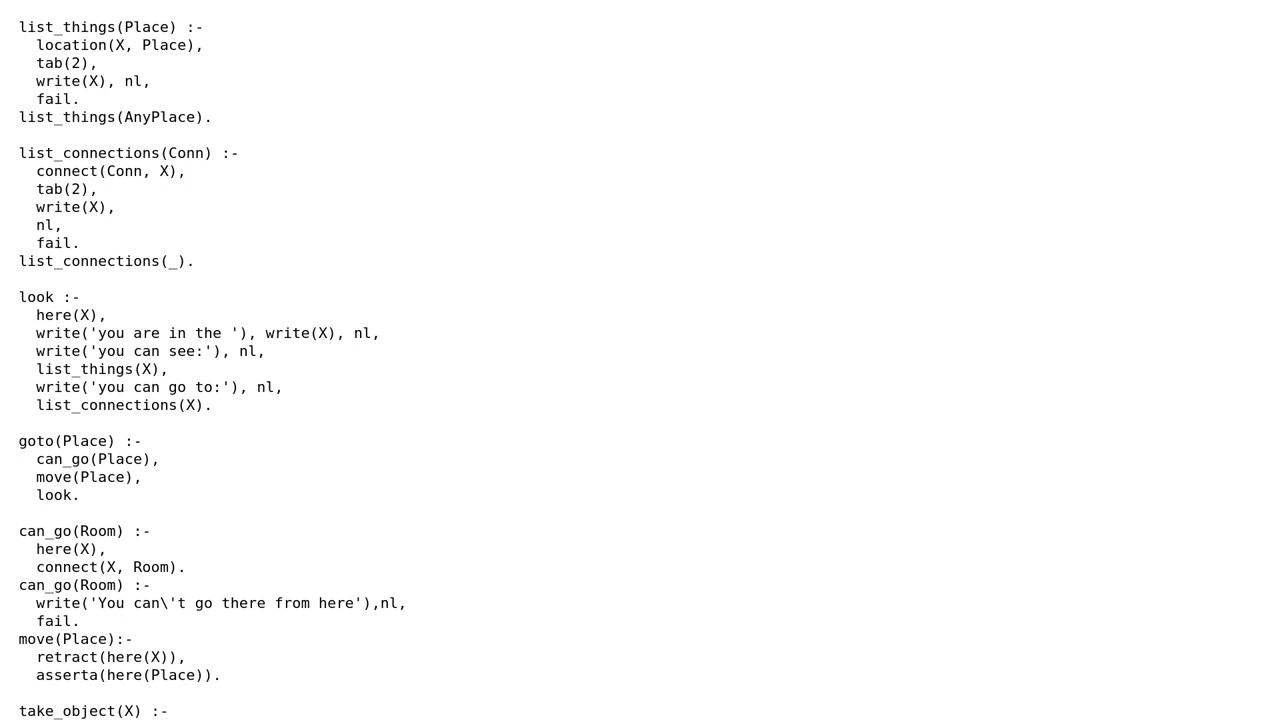 list_things(Place) :-
  location(X, Place),
  tab(2),
  write(X), nl,
  fail.
list_things(AnyPlace).

list_connections(Conn) :-
  connect(Conn, X),
  tab(2),
  write(X),
  nl,
  fail.
list_connections(_).

look :-
  here(X),
  write('you are in the '), write(X), nl,
  write('you can see:'), nl,
  list_things(X),
  write('you can go to:'), nl,
  list_connections(X).

goto(Place) :-
  can_go(Place),
  move(Place),
  look.

can_go(Room) :-
  here(X),
  connect(X, Room).
can_go(Room) :-
  write('You can\'t go there from here'),nl,
  fail.
move(Place):-
  retract(here(X)),
  asserta(here(Place)).

take_object(X) :-